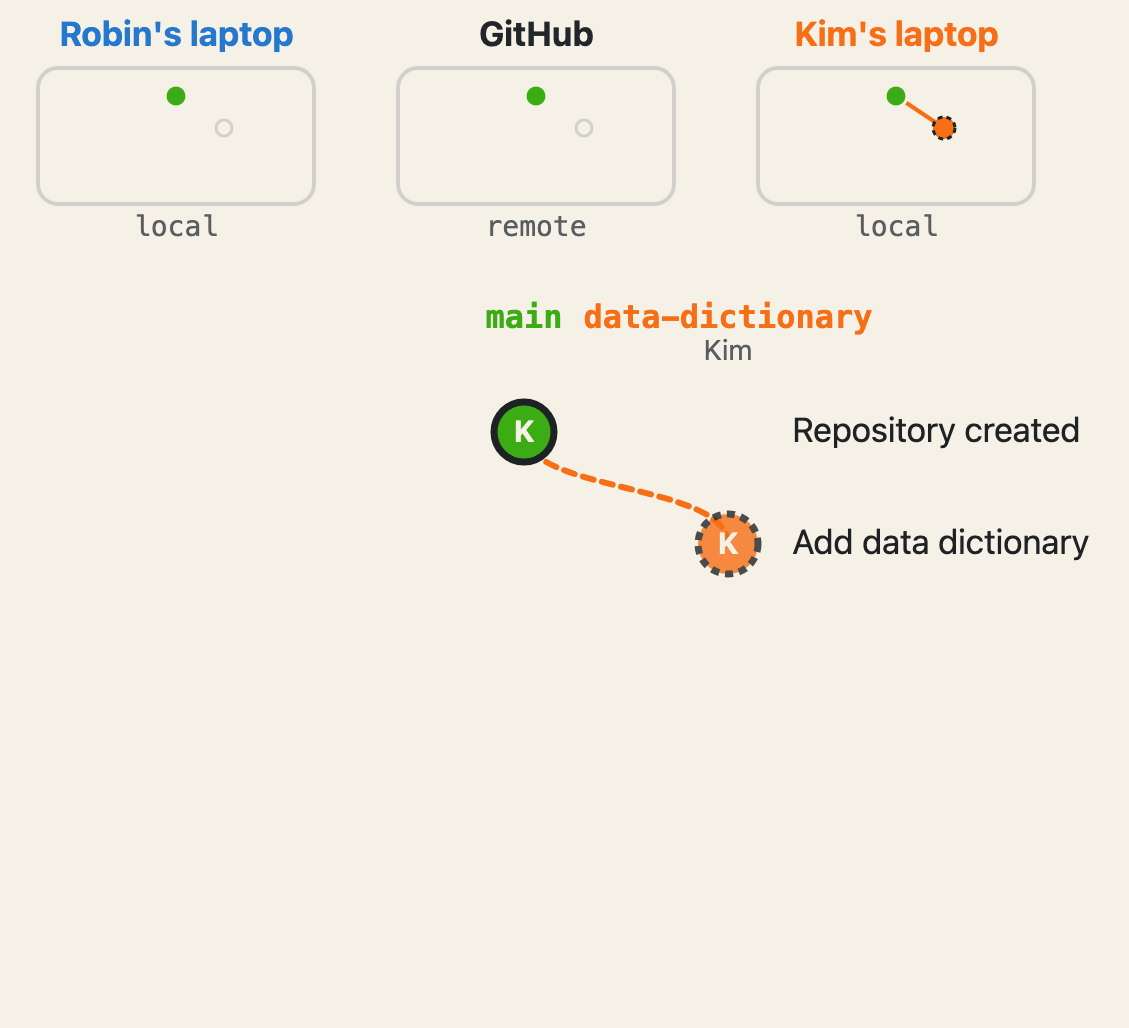 Robin's laptop GitHub Kim's laptop
local remote local
main data-dictionary
Kim
K Repository created
K Add data dictionary